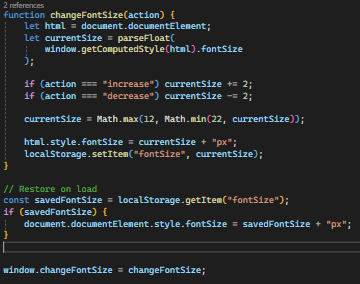 2 references
function changeFontSize(action) {
    let html = document.documentElement;
    let currentSize = parseFloat(
        window.getComputedStyle(html).fontSize
    );

    if (action === "increase") currentSize += 2;
    if (action === "decrease") currentSize -= 2;

    currentSize = Math.max(12, Math.min(22, currentSize));

    html.style.fontSize = currentSize + "px";
    localStorage.setItem("fontSize", currentSize);
}

// Restore on load
const savedFontSize = localStorage.getItem("fontSize");
if (savedFontSize) {
    document.documentElement.style.fontSize = savedFontSize + "px";
}

window.changeFontSize = changeFontSize;